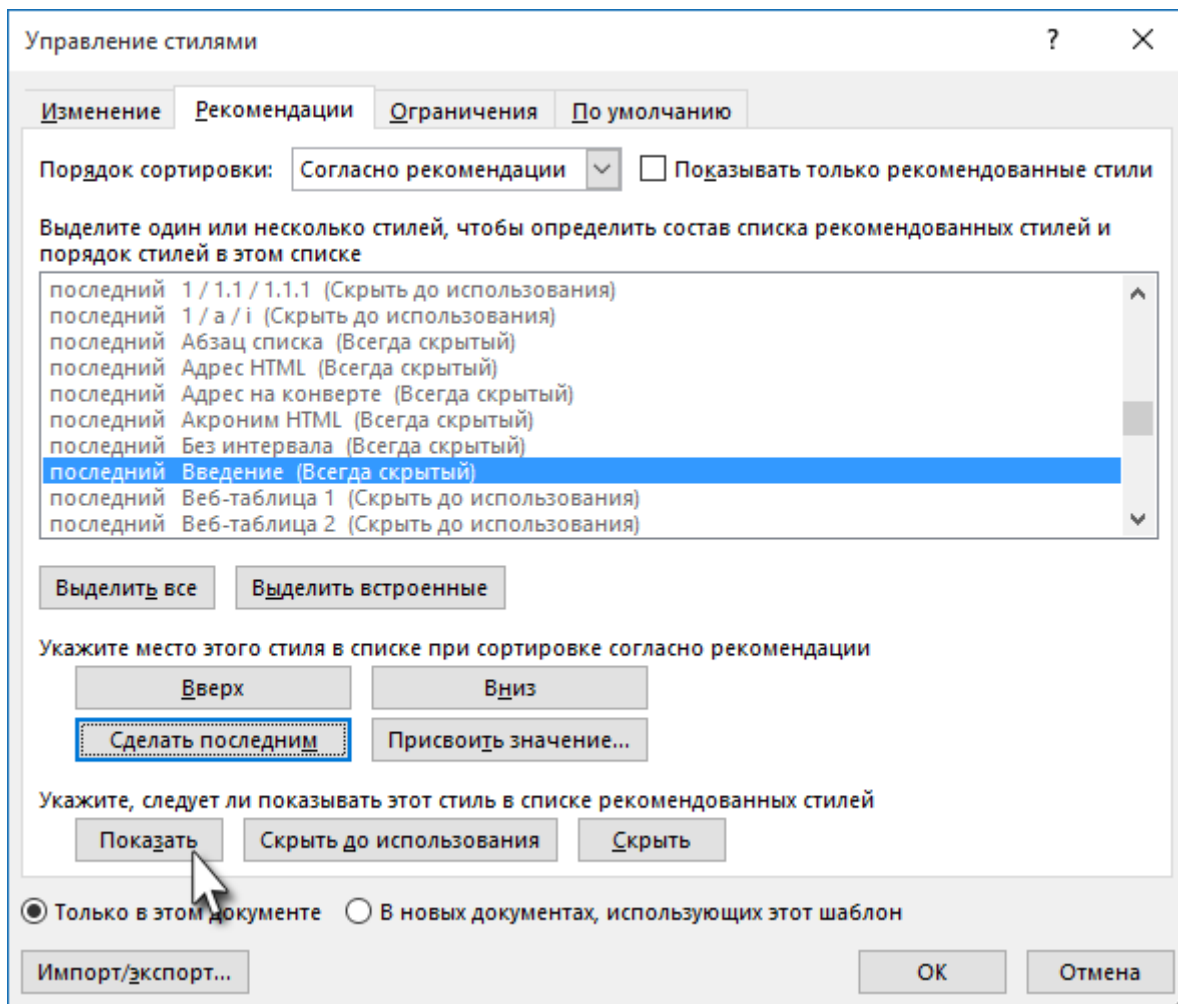 Управление стилями ?
Изменение Рекомендации Ограничения По умолчанию
Порядок сортировки: Согласно рекомендации Показывать только рекомендованные стили
Выделите один или несколько стилей, чтобы определить состав списка рекомендованных стилей и
порядок стилей в этом списке
последний 1 / 1.1 / 1.1.1 (Скрыть до использования)
последний 1 / a / i (Скрыть до использования)
последний Абзац списка (Всегда скрытый)
последний Адрес HTML (Всегда скрытый)
последний Адрес на конверте (Всегда скрытый)
последний Акроним HTML (Всегда скрытый)
последний Без интервала (Всегда скрытый)
последний Введение (Всегда скрытый)
последний Веб-таблица 1 (Скрыть до использования)
последний Веб-таблица 2 (Скрыть до использования)
Выделить все Выделить встроенные
Укажите место этого стиля в списке при сортировке согласно рекомендации
Вверх Вниз
Сделать последним Присвоить значение...
Укажите, следует ли показывать этот стиль в списке рекомендованных стилей
Показать Скрыть до использования Скрыть
Только в этом документе В новых документах, использующих этот шаблон
Импорт/экспорт... ОК Отмена